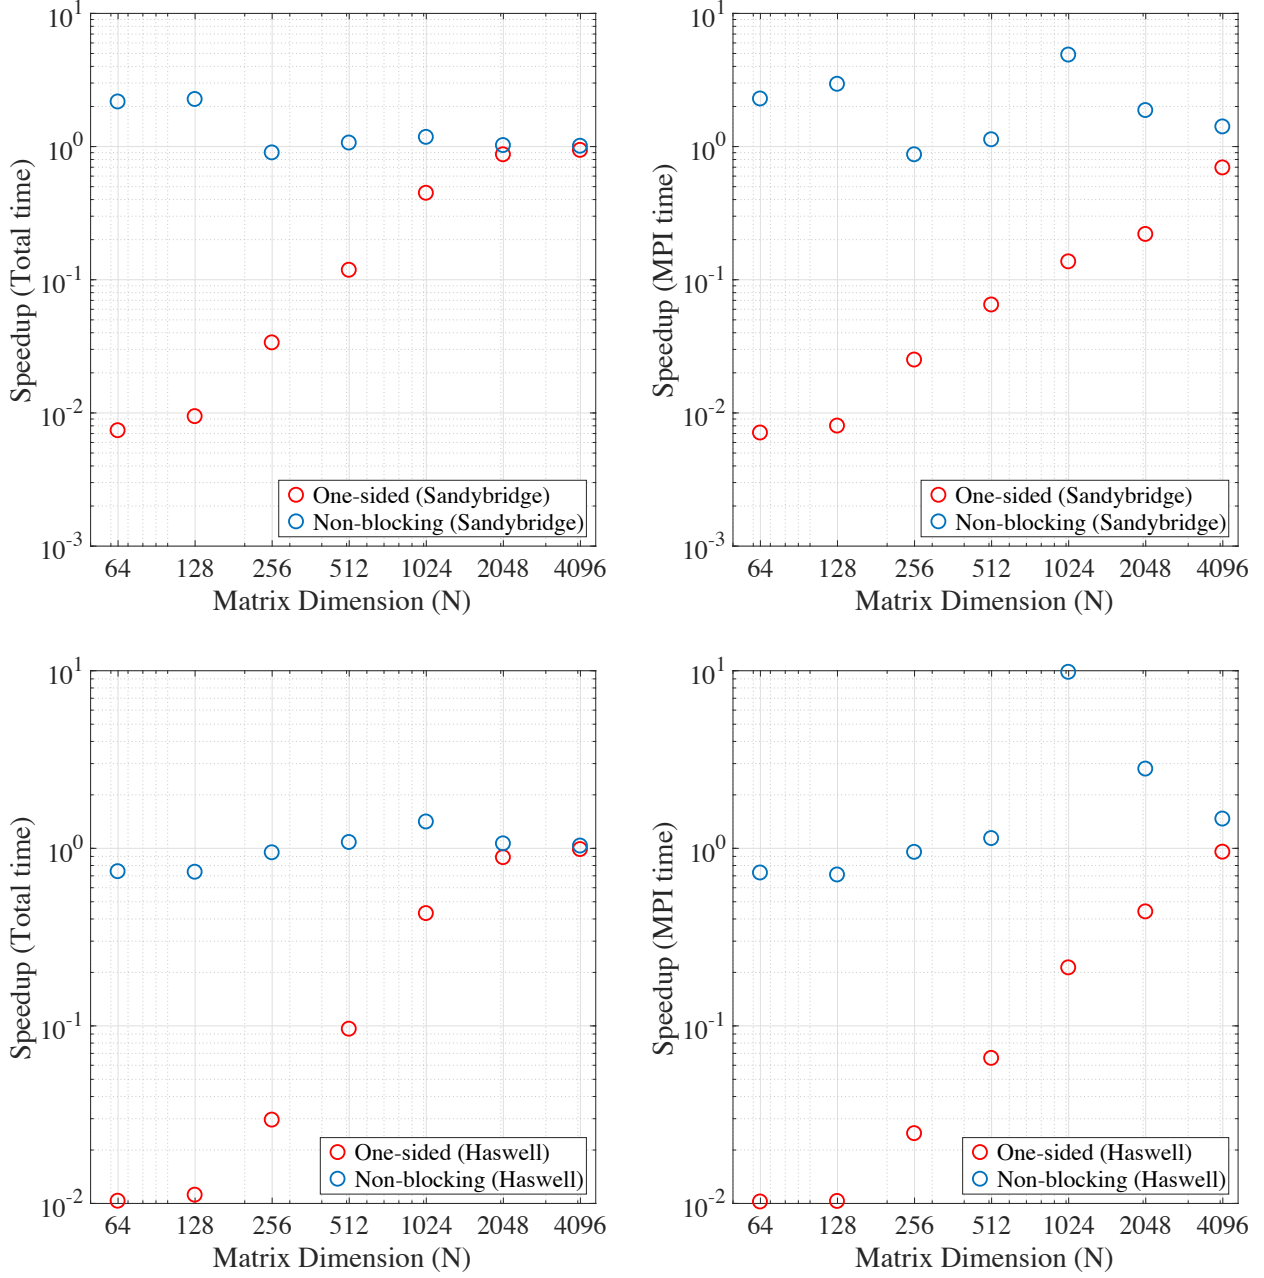 Speedup (Total time)
10^1
10^0
10^-1
10^-2
10^-3
One-sided (Sandybridge)
Non-blocking (Sandybridge)
64 128 256 512 1024 2048 4096
Matrix Dimension (N)
Speedup (MPI time)
10^1
10^0
10^-1
10^-2
10^-3
One-sided (Sandybridge)
Non-blocking (Sandybridge)
64 128 256 512 1024 2048 4096
Matrix Dimension (N)
Speedup (Total time)
10^1
10^0
10^-1
10^-2
One-sided (Haswell)
Non-blocking (Haswell)
64 128 256 512 1024 2048 4096
Matrix Dimension (N)
Speedup (MPI time)
10^1
10^0
10^-1
10^-2
One-sided (Haswell)
Non-blocking (Haswell)
64 128 256 512 1024 2048 4096
Matrix Dimension (N)